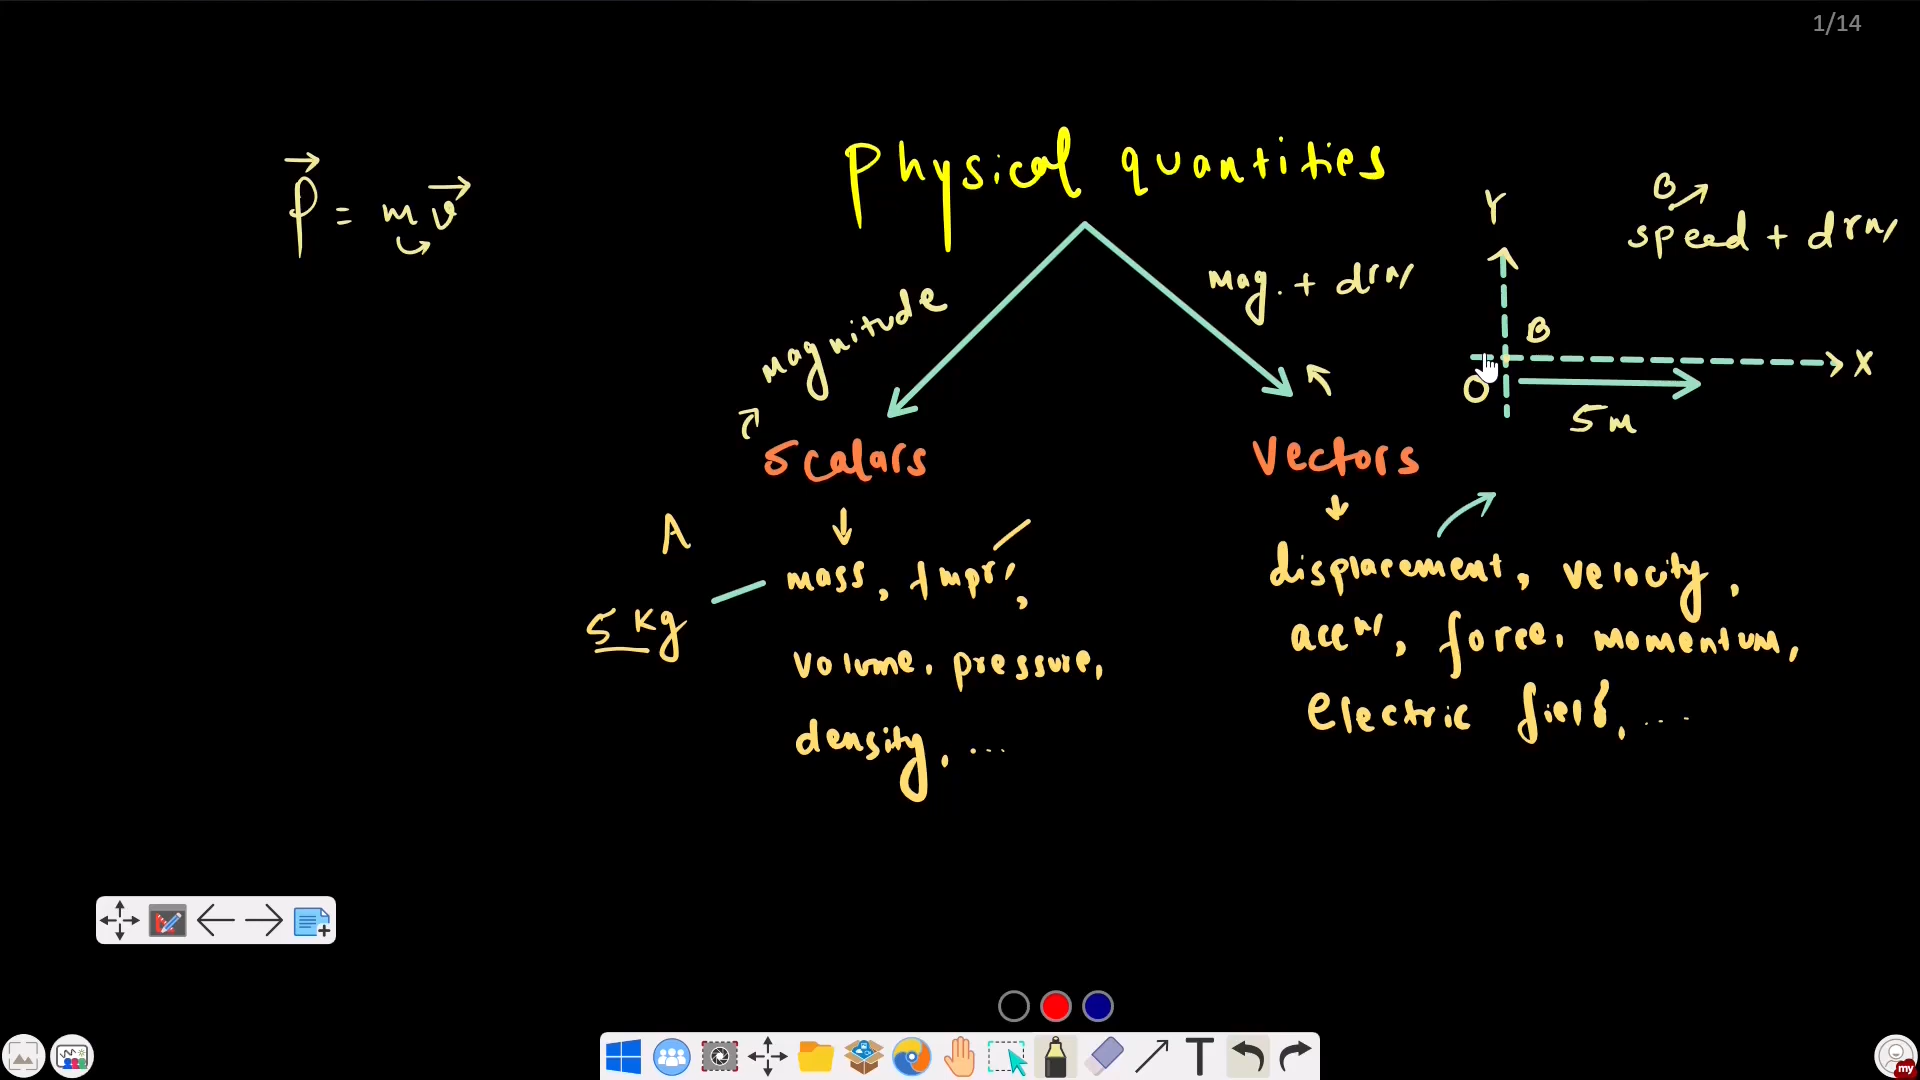 1/14
Physical quantities
P = mv
Y
B
speed + drn/
mag. + drn/
magnitude
B
X
O
5m
Scalars
Vectors
A
mass, tmpr/,
displacement, velocity,
5 Kg
accn/, force, momentum,
volume, pressure,
electric field, ...
density, ...
T
my